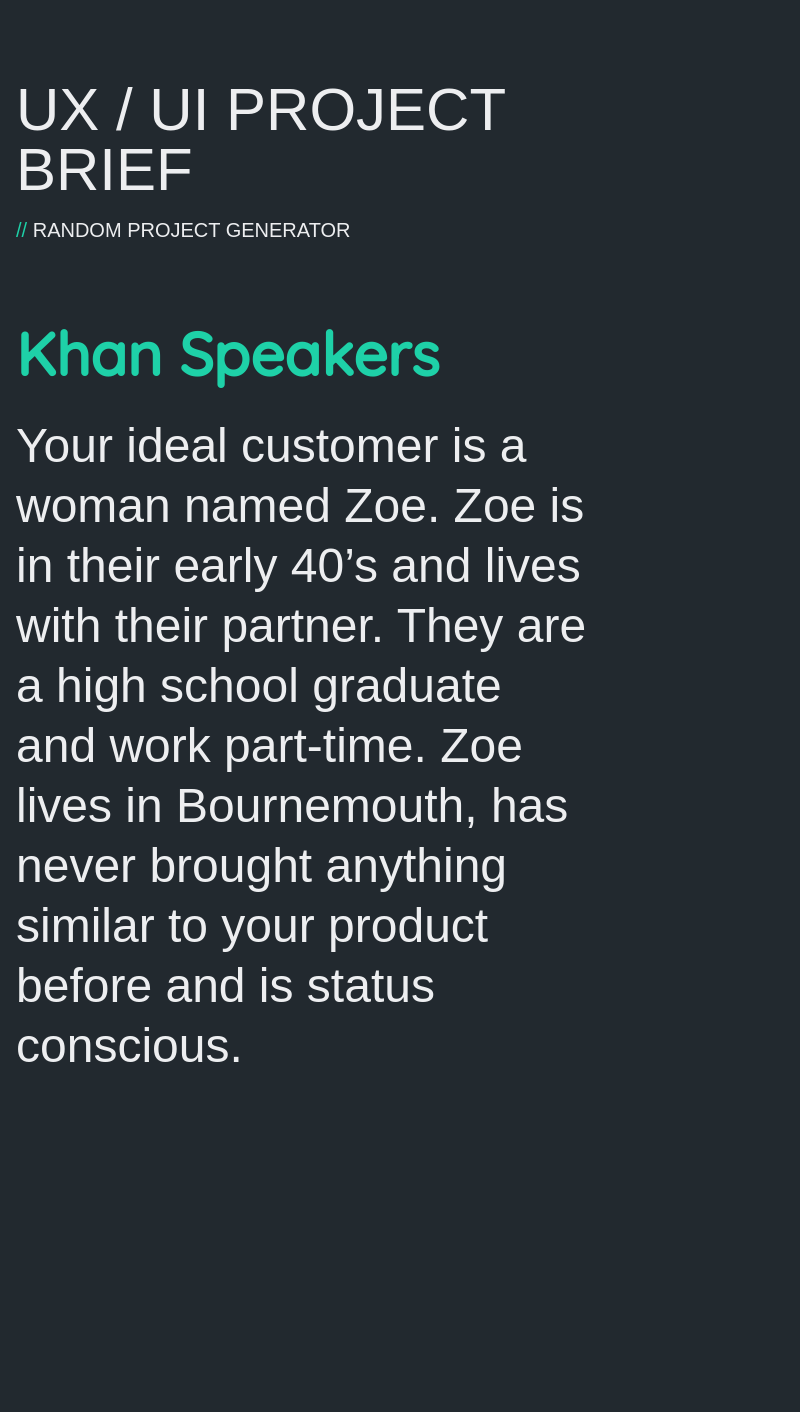 UX / UI PROJECT
BRIEF
// RANDOM PROJECT GENERATOR
Khan Speakers
Your ideal customer is a
woman named Zoe. Zoe is
in their early 40’s and lives
with their partner. They are
a high school graduate
and work part-time. Zoe
lives in Bournemouth, has
never brought anything
similar to your product
before and is status
conscious.